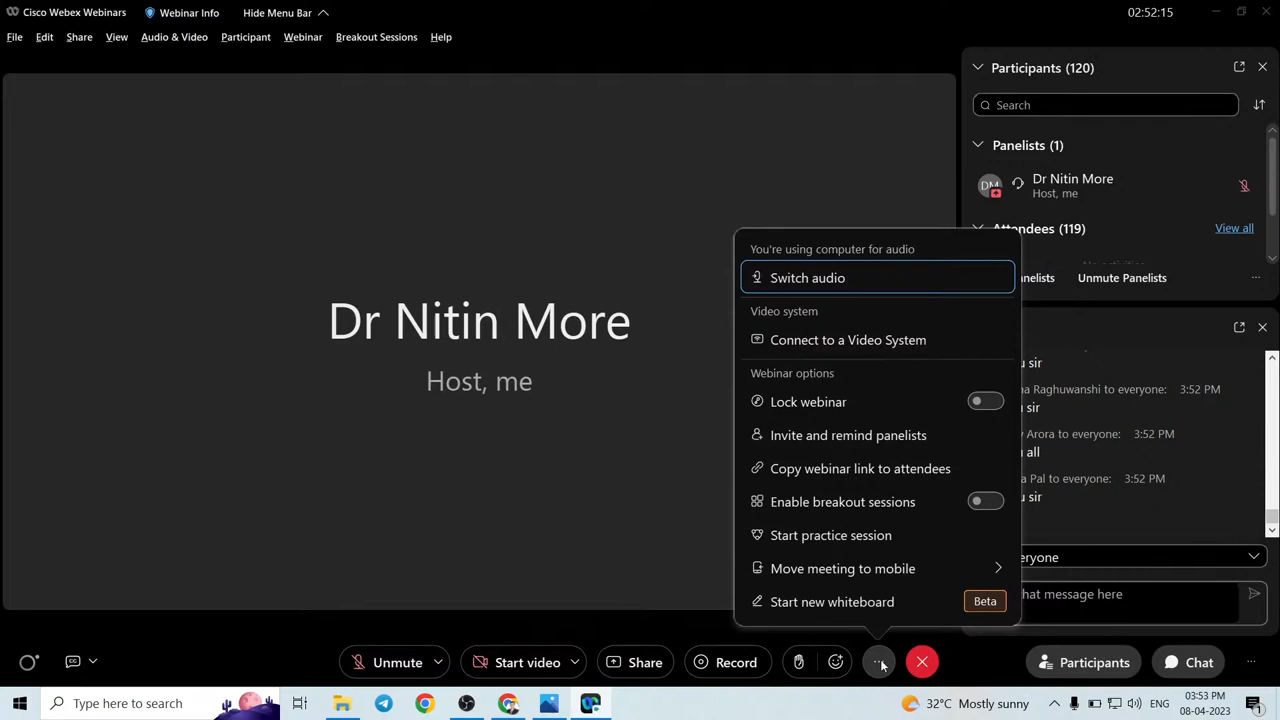 Cisco Webex Webinars
Webinar Info
Hide Menu Bar
02:52:15
File
Edit
Share
View
Audio & Video
Participant
Webinar
Breakout Sessions
Help
Participants (120)
Search
Panelists (1)
DM
Dr Nitin More
Host, me
Attendees (119)
View all
nelists
Unmute Panelists
Dr Nitin More
Host, me
You're using computer for audio
Switch audio
Video system
Connect to a Video System
Webinar options
Lock webinar
Invite and remind panelists
Copy webinar link to attendees
Enable breakout sessions
Start practice session
Move meeting to mobile
Start new whiteboard
Beta
u sir
na Raghuwanshi to everyone: 3:52 PM
u sir
y Arora to everyone: 3:52 PM
u all
a Pal to everyone: 3:52 PM
u sir
eryone
chat message here
CC
Unmute
Start video
Share
Record
Participants
Chat
Type here to search
32°C Mostly sunny
ENG
03:53 PM
08-04-2023
1